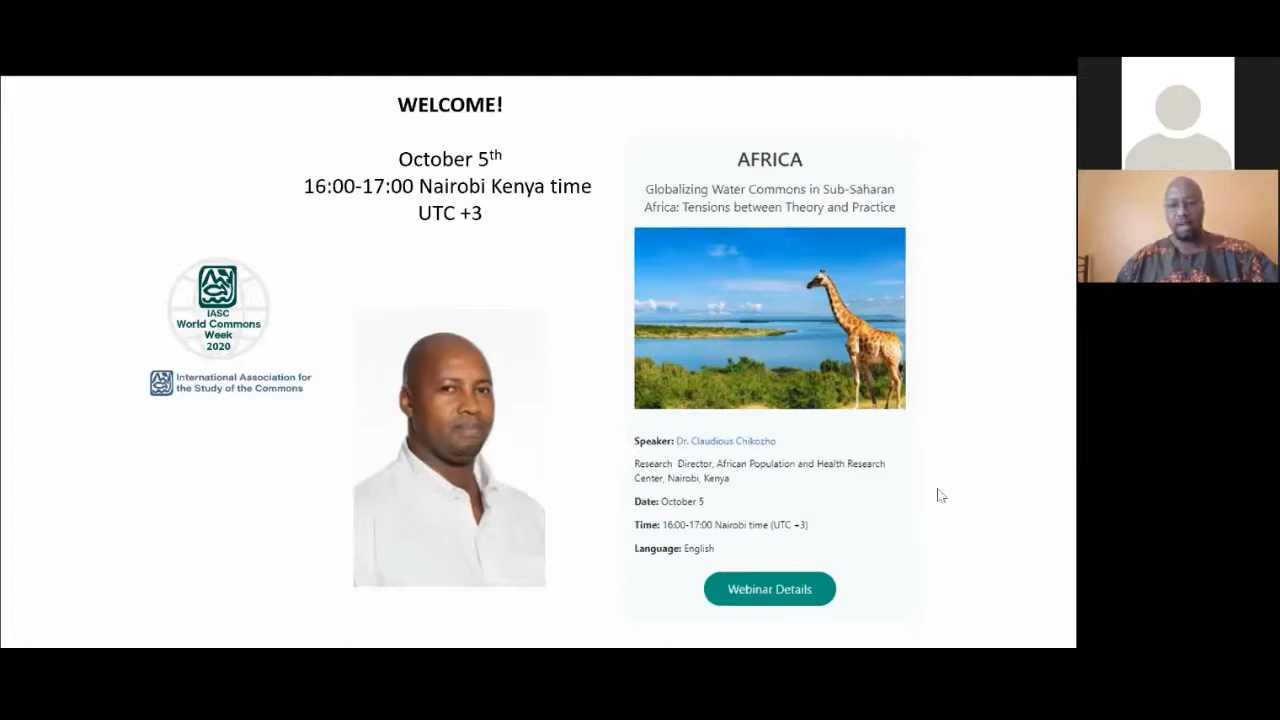 WELCOME!
October 5th
16:00-17:00 Nairobi Kenya time
UTC +3
IASC
World Commons
Week
2020
International Association for
the Study of the Commons
AFRICA
Globalizing Water Commons in Sub-Saharan
Africa: Tensions between Theory and Practice
Speaker: Dr. Claudious Chikozho
Research Director, African Population and Health Research
Center, Nairobi, Kenya
Date: October 5
Time: 16:00-17:00 Nairobi time (UTC +3)
Language: English
Webinar Details